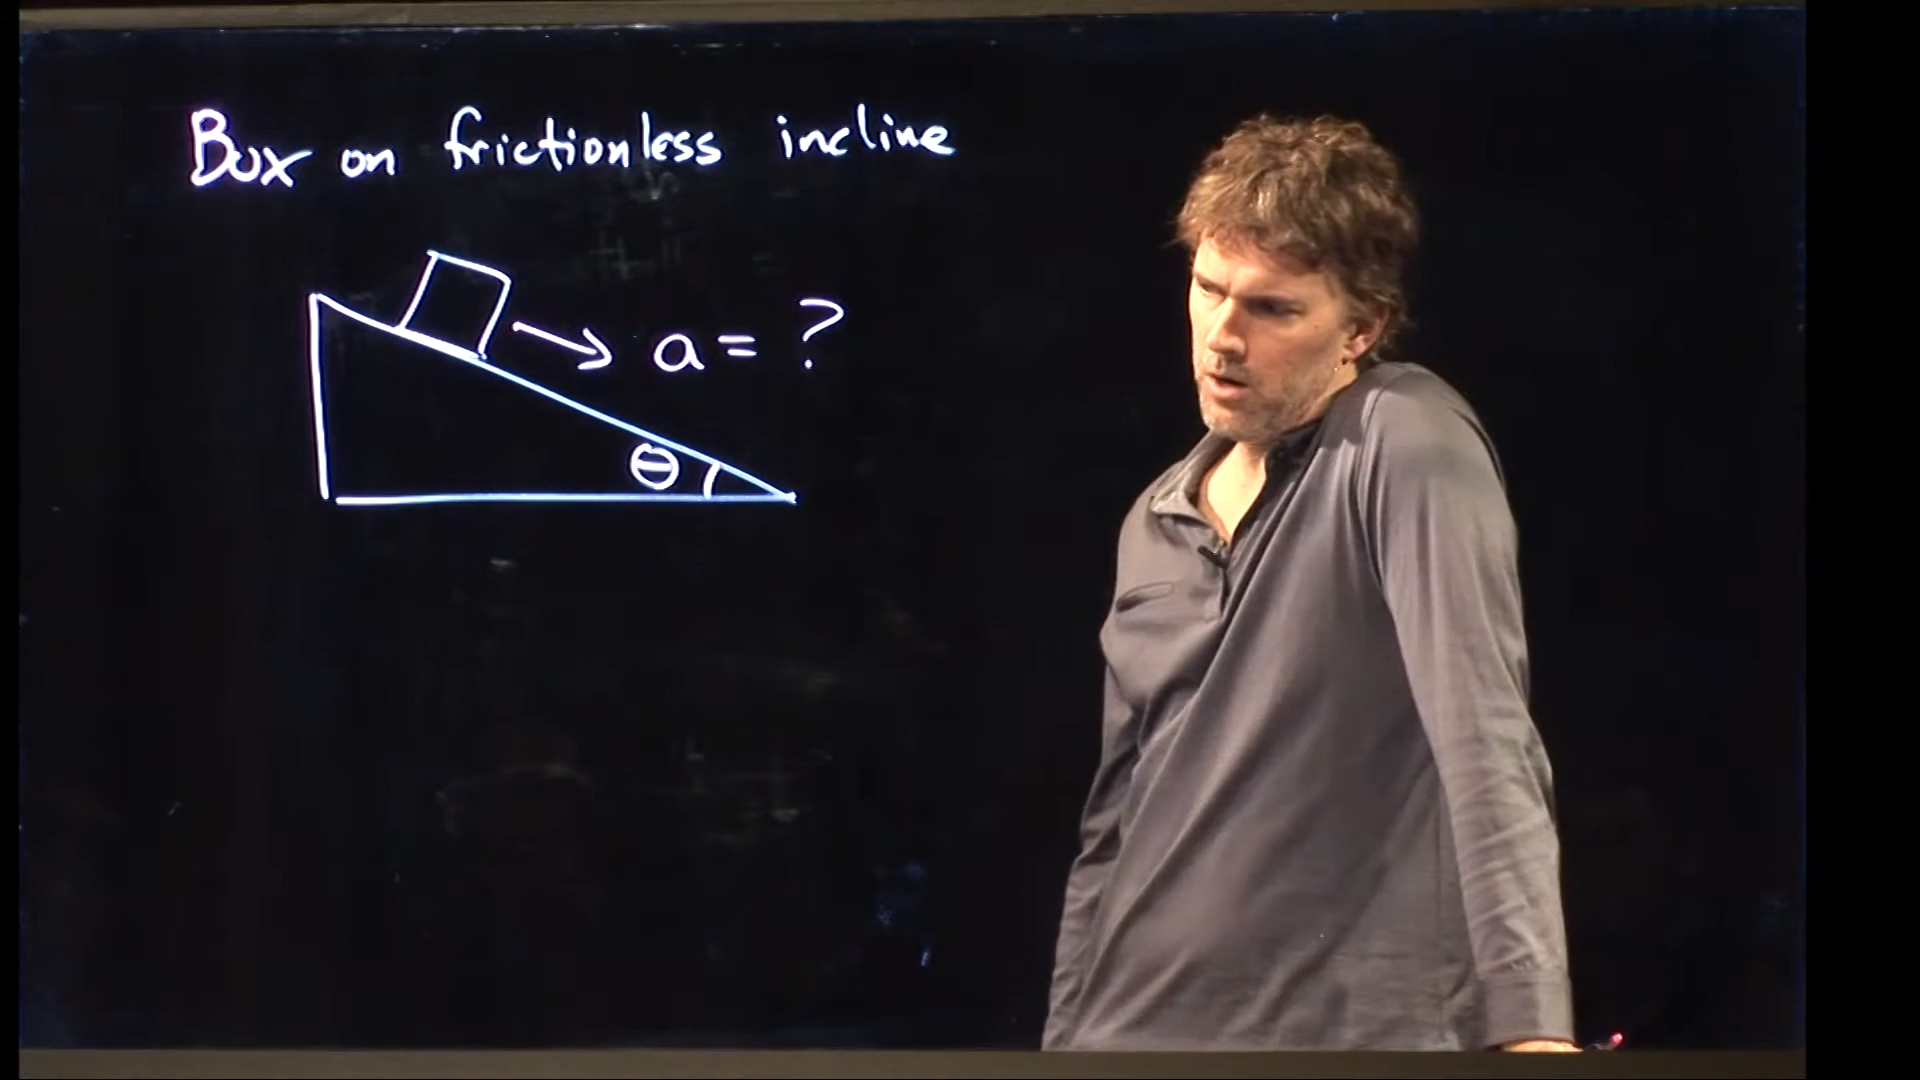 Box on frictionless incline
a = ?
θ